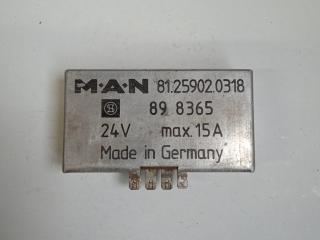 M·A·N 81.25902.0318
89 8365
24V max.15A
Made in Germany